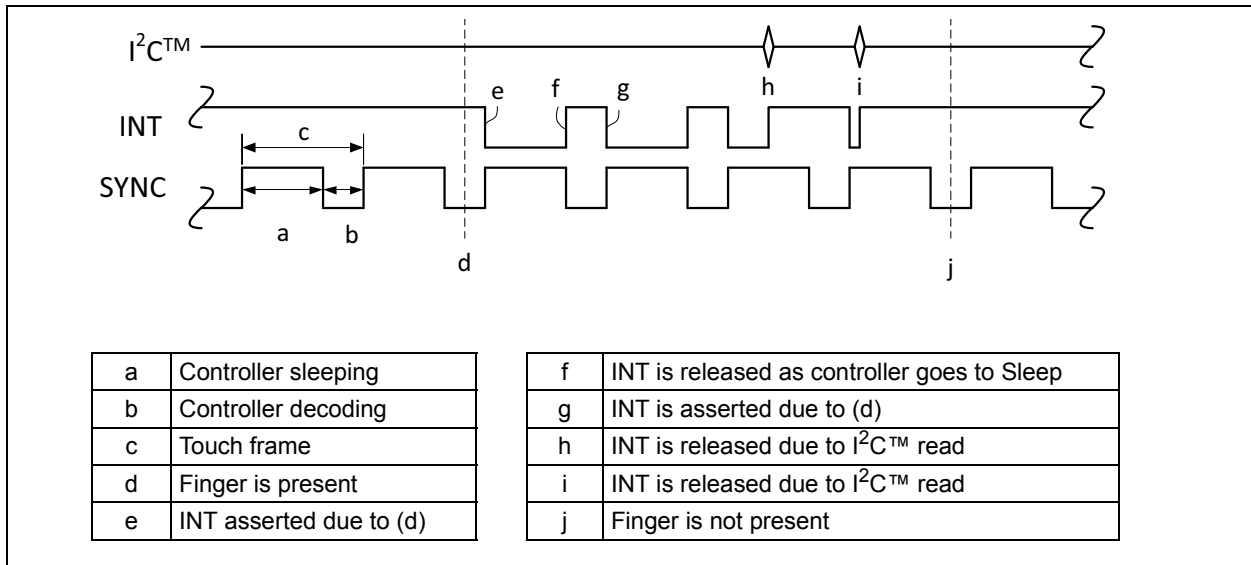 I²C™
h
i
e
f
g
INT
c
SYNC
a
b
d
j
a Controller sleeping
b Controller decoding
c Touch frame
d Finger is present
e INT asserted due to (d)
f INT is released as controller goes to Sleep
g INT is asserted due to (d)
h INT is released due to I²C™ read
i INT is released due to I²C™ read
j Finger is not present